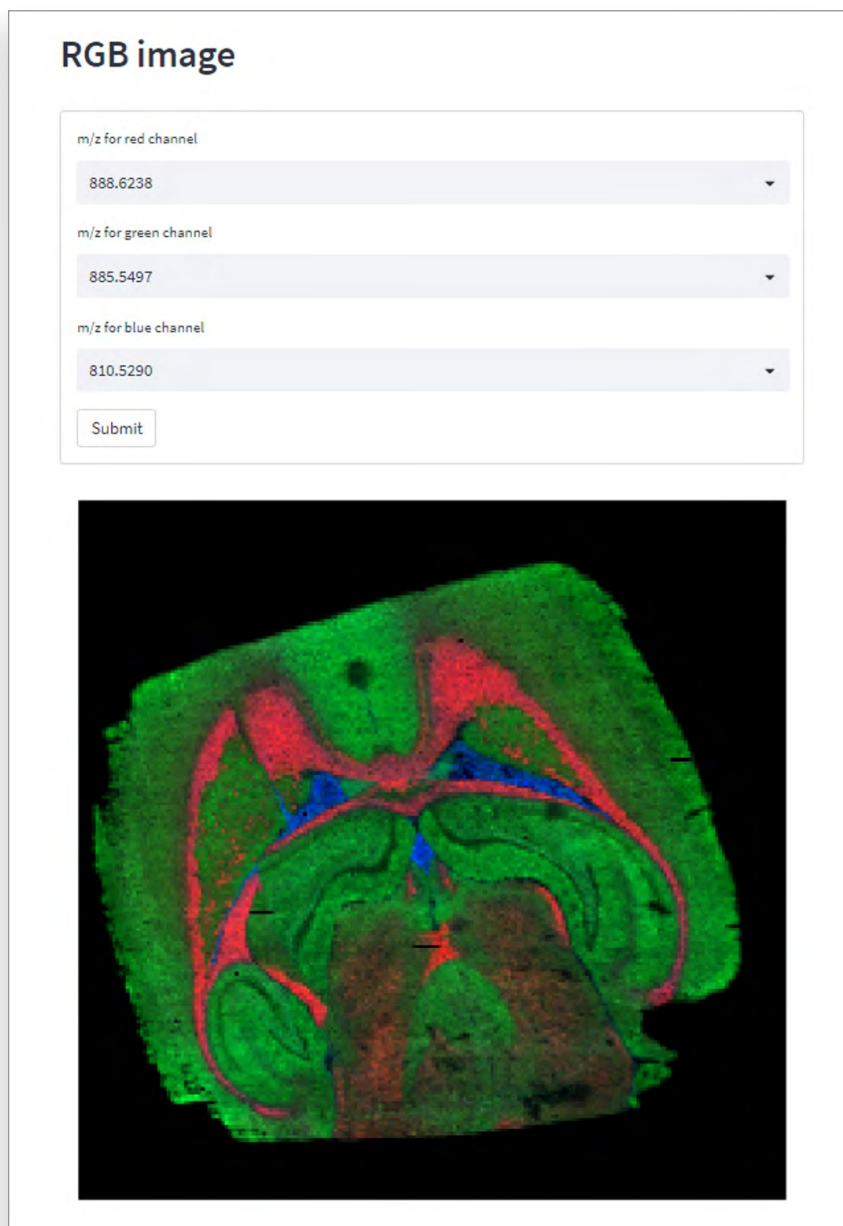 RGB image
m/z for red channel
888.6238
m/z for green channel
885.5497
m/z for blue channel
810.5290
Submit